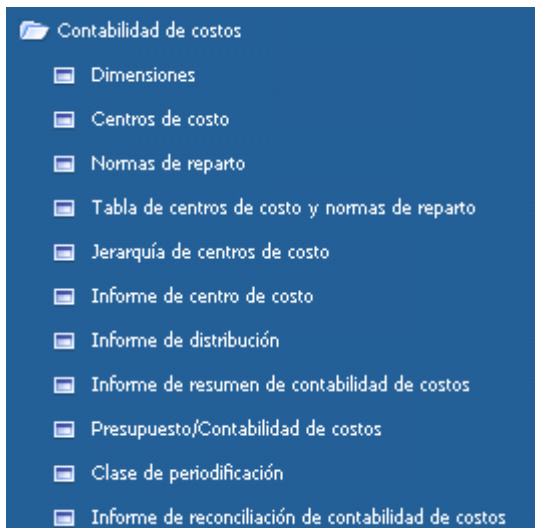 Contabilidad de costos
Dimensiones
Centros de costo
Normas de reparto
Tabla de centros de costo y normas de reparto
Jerarquía de centros de costo
Informe de centro de costo
Informe de distribución
Informe de resumen de contabilidad de costos
Presupuesto/Contabilidad de costos
Clase de periodificación
Informe de reconciliación de contabilidad de costos